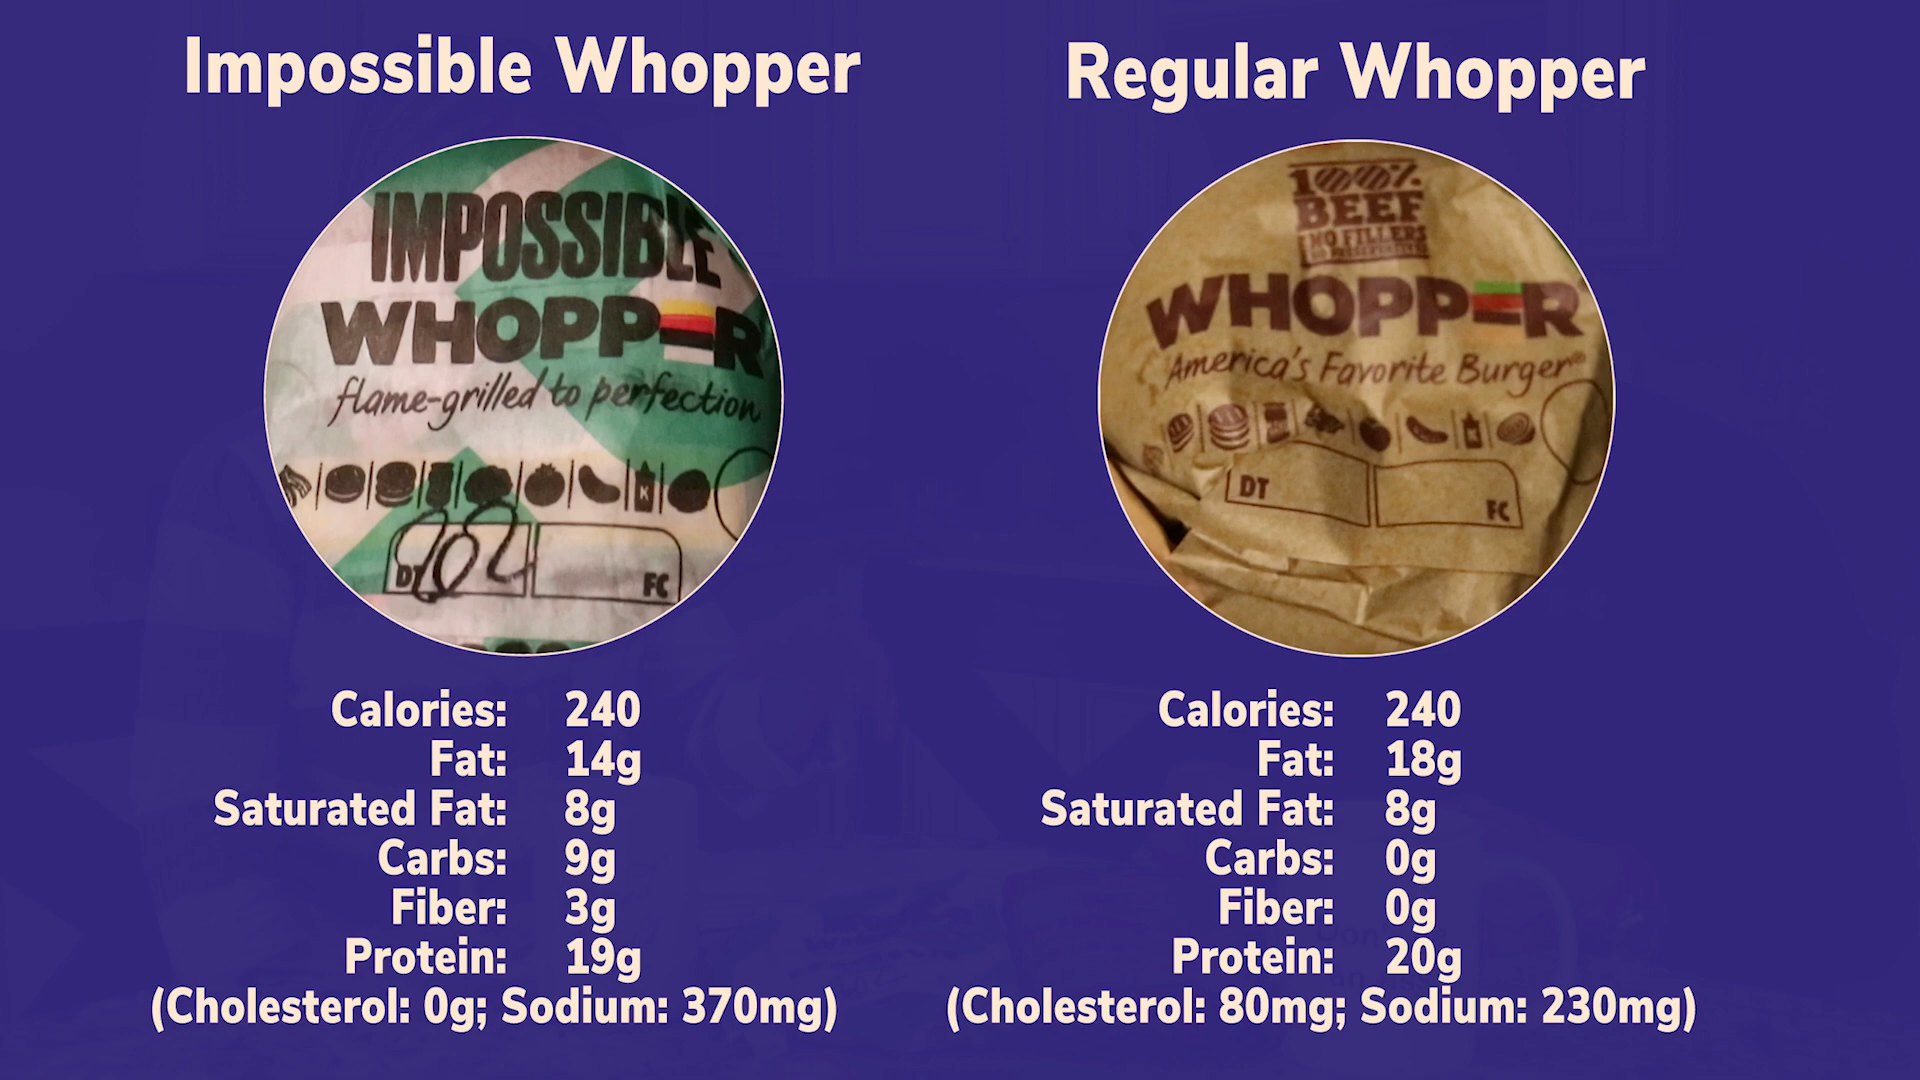 Impossible Whopper
IMPOSSIBLE
WHOPPER
flame-grilled to perfection
K
DT 202
FC
Calories: 240
Fat: 14g
Saturated Fat: 8g
Carbs: 9g
Fiber: 3g
Protein: 19g
(Cholesterol: 0g; Sodium: 370mg)
Regular Whopper
100%
BEEF
NO FILLERS
WHOPPER
America's Favorite Burger®
K
DT
FC
Calories: 240
Fat: 18g
Saturated Fat: 8g
Carbs: 0g
Fiber: 0g
Protein: 20g
(Cholesterol: 80mg; Sodium: 230mg)